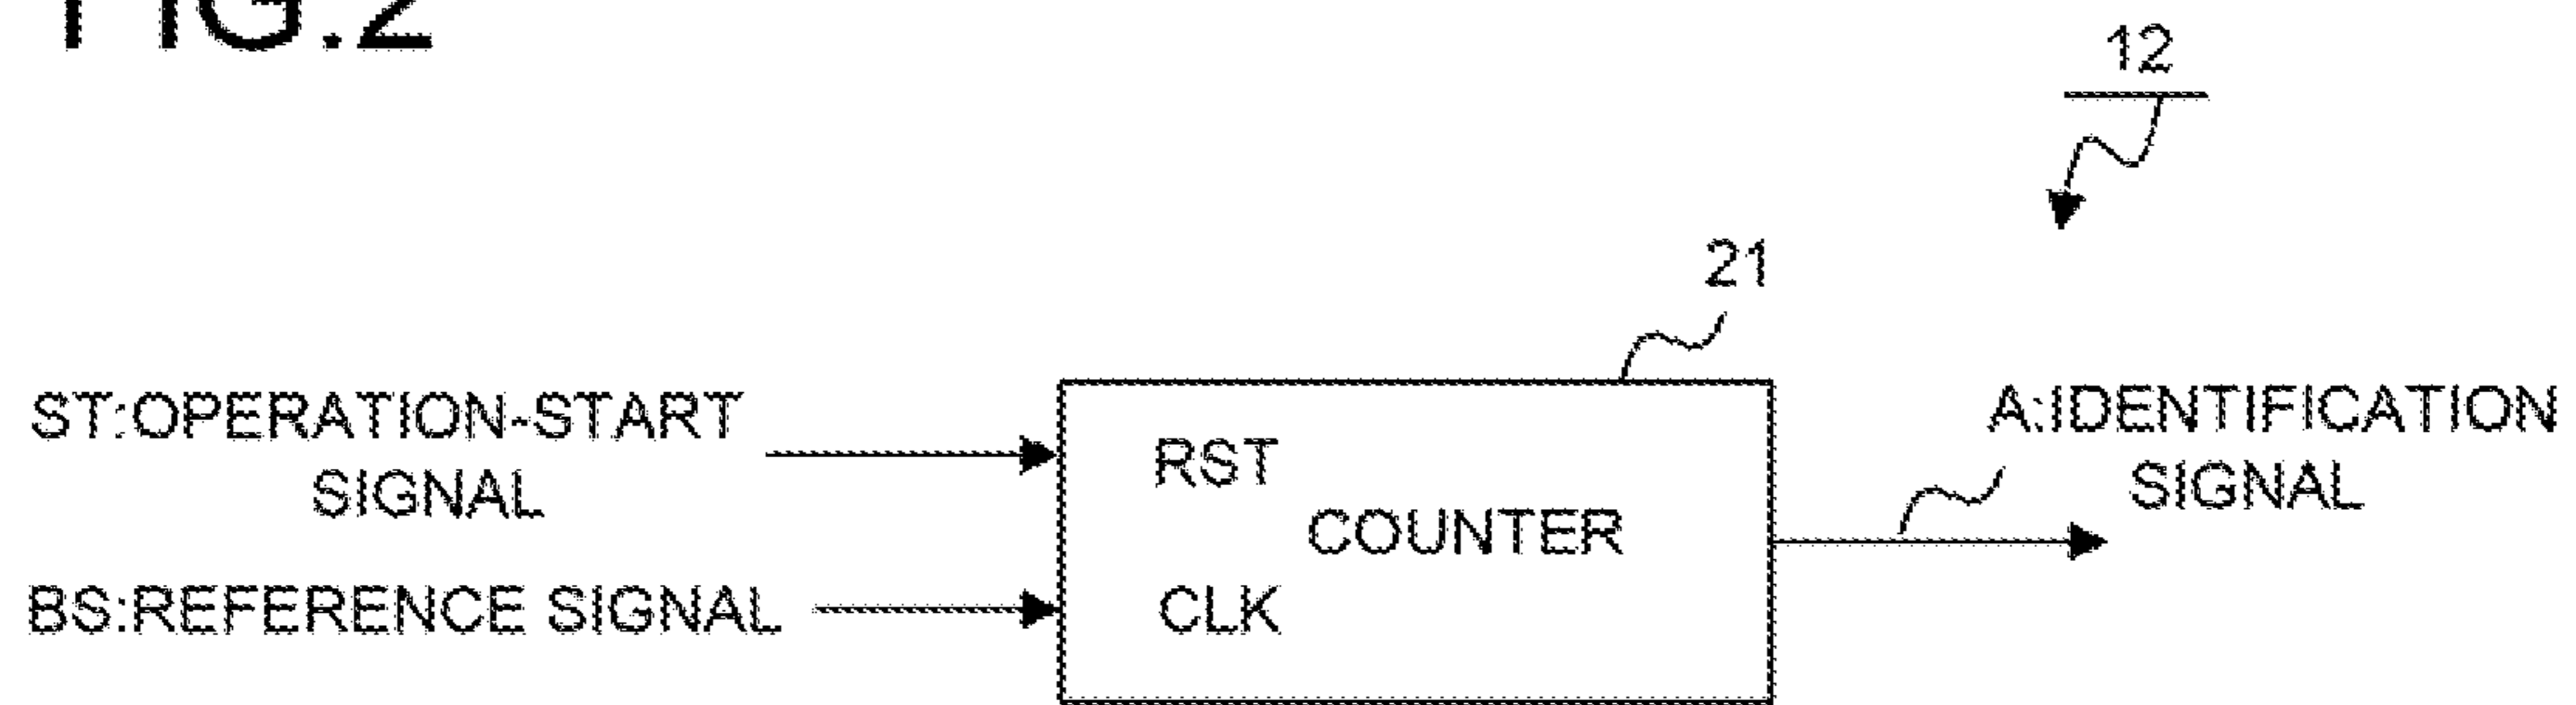 FIG.2
12
21
ST:OPERATION-START
SIGNAL
RST
A:IDENTIFICATION
SIGNAL
COUNTER
BS:REFERENCE SIGNAL
CLK